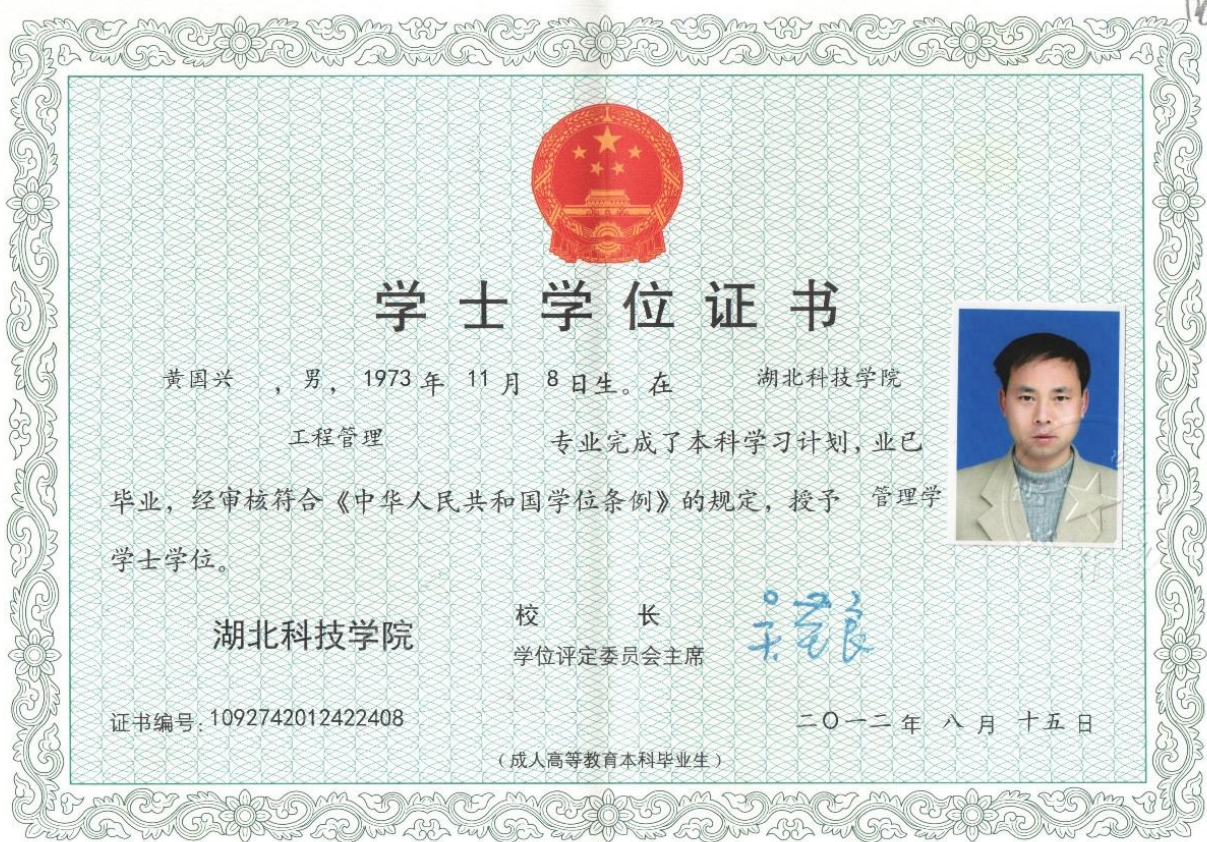 学士学位证书
黄国兴 ，男，1973年 11月 8日生。在 湖北科技学院
工程管理 专业完成了本科学习计划，业已
毕业，经审核符合《中华人民共和国学位条例》的规定，授予 管理学
学士学位。
湖北科技学院
校 长
学位评定委员会主席
证书编号：1092742012422408
二〇一二年 八月 十五日
（成人高等教育本科毕业生）